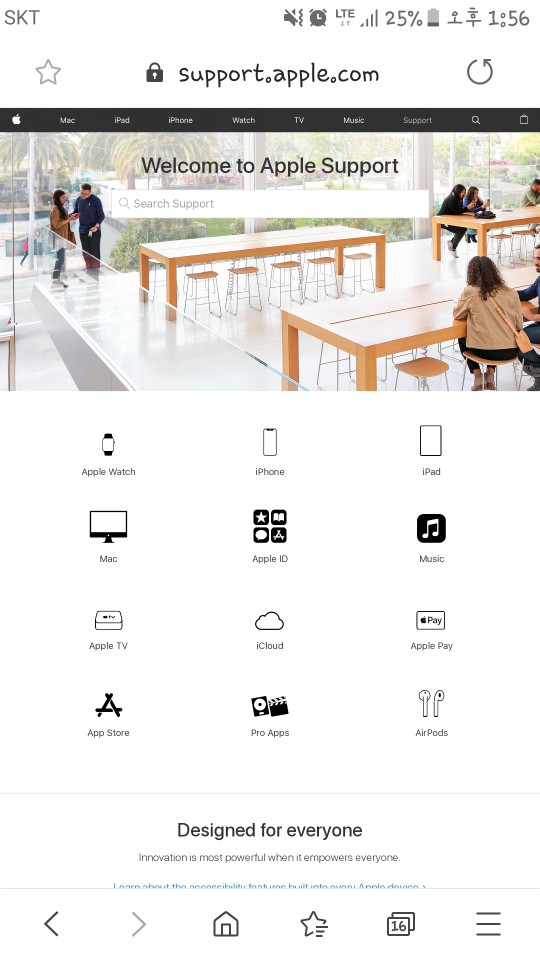 SKT LTE 25% 오후 1:56
support.apple.com
Mac iPad iPhone Watch TV Music Support
Welcome to Apple Support
Search Support
Apple Watch iPhone iPad
Mac Apple ID Music
tv Pay
Apple TV iCloud Apple Pay
App Store Pro Apps AirPods
Designed for everyone
Innovation is most powerful when it empowers everyone.
Learn about the accessibility features built into every Apple device >
16